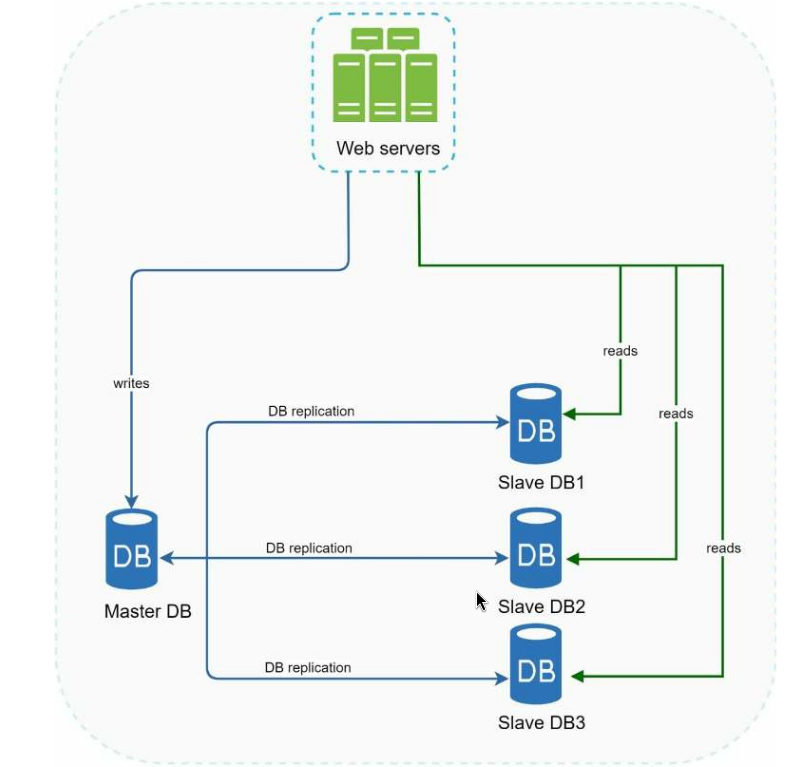 Web servers
reads
writes
DB replication
reads
DB
Slave DB1
DB
DB replication
DB
reads
Master DB
Slave DB2
DB replication
DB
Slave DB3